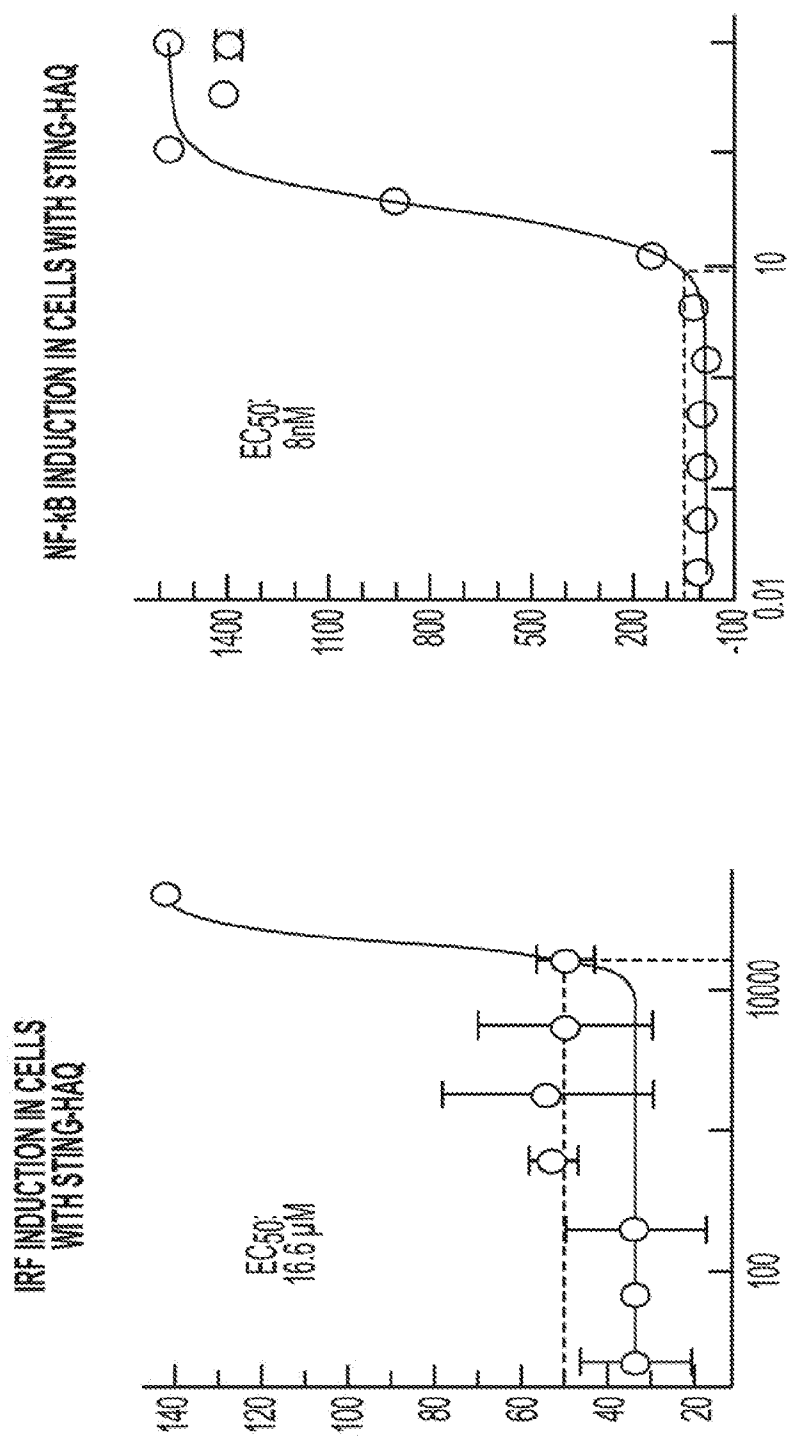 IRF INDUCTION IN CELLS
WITH STING-HAQ
EC50:
16.6 µM
140
120
100
80
60
40
20
100
10000
NF-kB INDUCTION IN CELLS WITH STING-HAQ
EC50:
8nM
1400
1100
800
500
200
-100
0.01
10